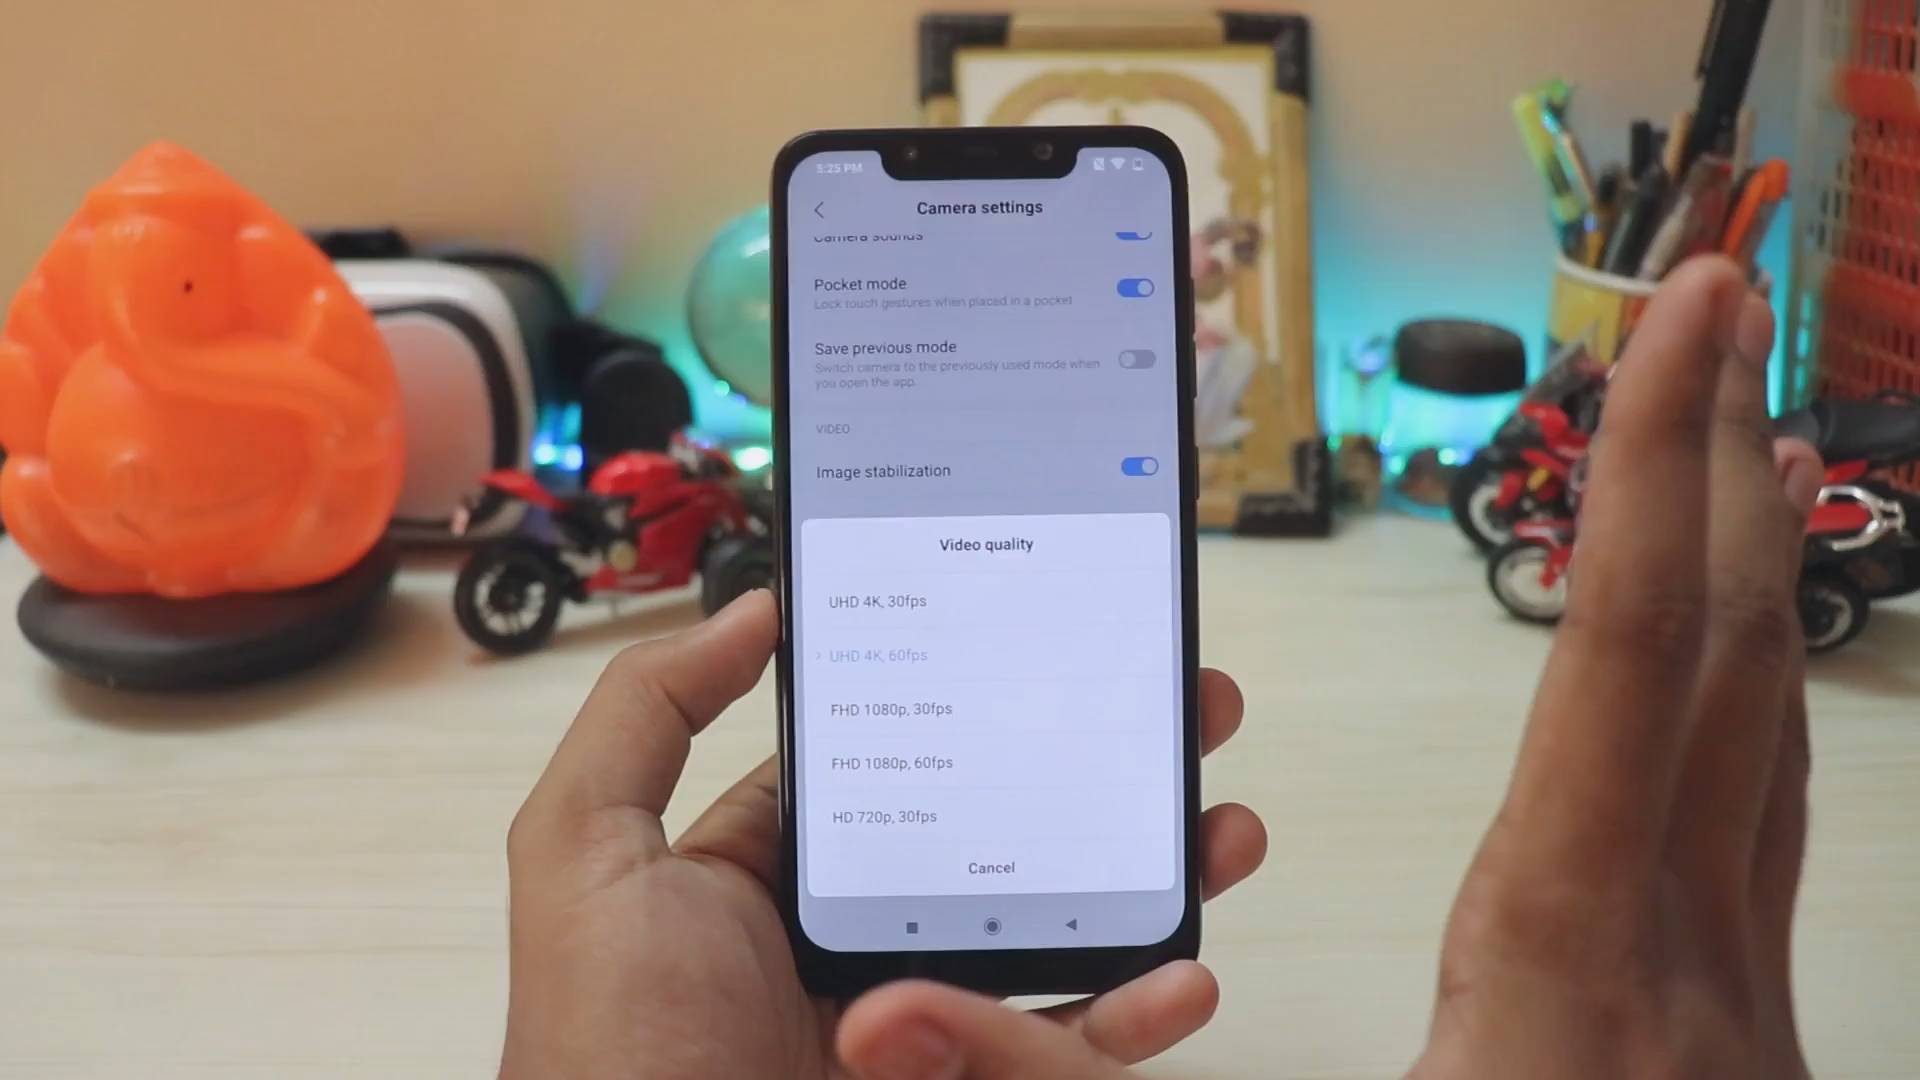 5:25 PM
Camera settings
Camera sounds
Pocket mode
Lock touch gestures when placed in a pocket
Save previous mode
Switch camera to the previously used mode when
you open the app.
VIDEO
Image stabilization
Video quality
UHD 4K, 30fps
> UHD 4K, 60fps
FHD 1080p, 30fps
FHD 1080p, 60fps
HD 720p, 30fps
Cancel